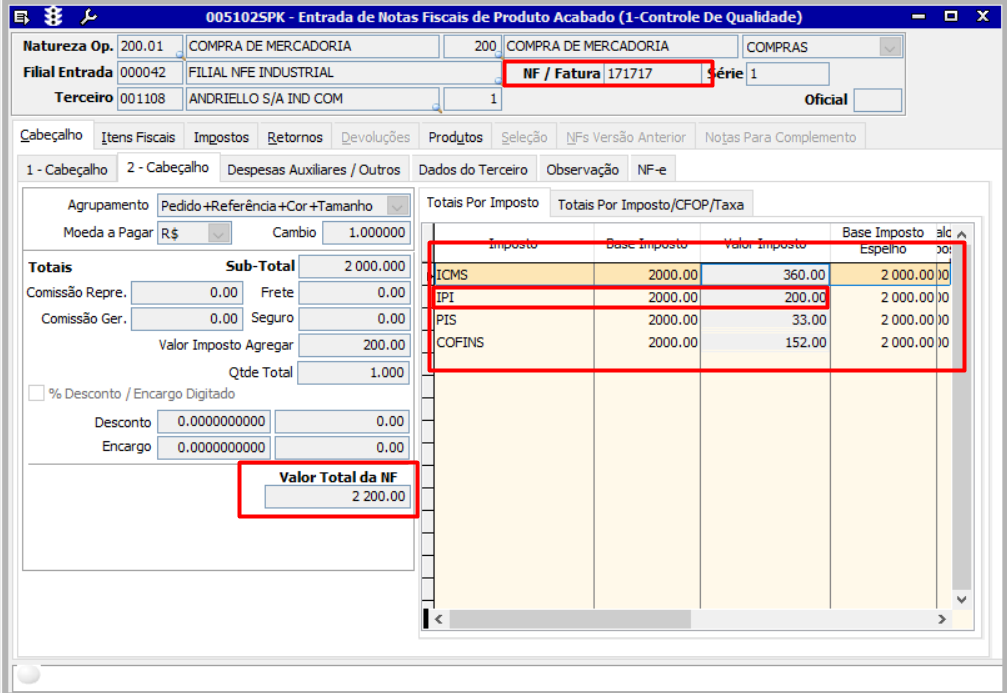 005102SPK - Entrada de Notas Fiscais de Produto Acabado (1-Controle De Qualidade)
Natureza Op. 200.01 COMPRA DE MERCADORIA 200 COMPRA DE MERCADORIA COMPRAS
Filial Entrada 000042 FILIAL NFE INDUSTRIAL NF / Fatura 171717 Série 1
Terceiro 001108 ANDRIELLO S/A IND COM 1 Oficial
Cabeçalho Itens Fiscais Impostos Retornos Devoluções Produtos Seleção NFs Versão Anterior Notas Para Complemento
1 - Cabeçalho 2 - Cabeçalho Despesas Auxiliares / Outros Dados do Terceiro Observação NF-e
Agrupamento Pedido+Referência+Cor+Tamanho
Moeda a Pagar R$ Cambio 1.000000
Totais Sub-Total 2 000.000
Comissão Repre. 0.00 Frete 0.00
Comissão Ger. 0.00 Seguro 0.00
Valor Imposto Agregar 200.00
Qtde Total 1.000
% Desconto / Encargo Digitado
Desconto 0.0000000000 0.00
Encargo 0.0000000000 0.00
Valor Total da NF
2 200.00
Totais Por Imposto Totais Por Imposto/CFOP/Taxa
Imposto Base Imposto Valor Imposto Base Imposto Espelho
ICMS 2000.00 360.00 2 000.00
IPI 2000.00 200.00 2 000.00
PIS 2000.00 33.00 2 000.00
COFINS 2000.00 152.00 2 000.00